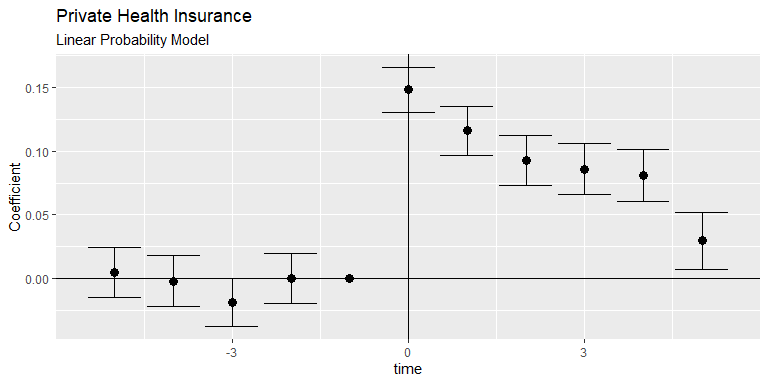 Private Health Insurance
Linear Probability Model
0.15
0.10
0.05
0.00
Coefficient
-3
0
3
time